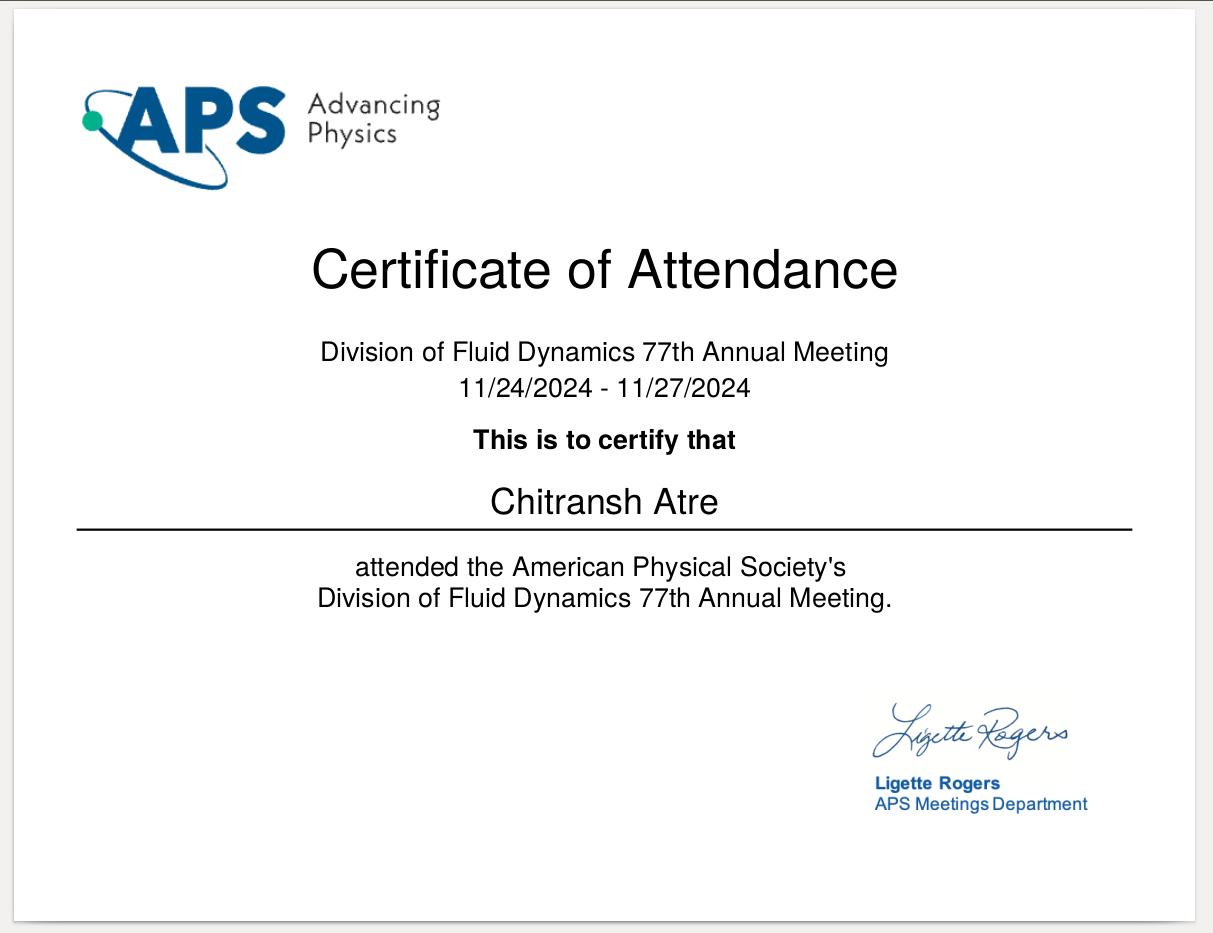 APS Advancing
Physics
Certificate of Attendance
Division of Fluid Dynamics 77th Annual Meeting
11/24/2024 - 11/27/2024
This is to certify that
Chitransh Atre
attended the American Physical Society's
Division of Fluid Dynamics 77th Annual Meeting.
Ligette Rogers
Ligette Rogers
APS Meetings Department